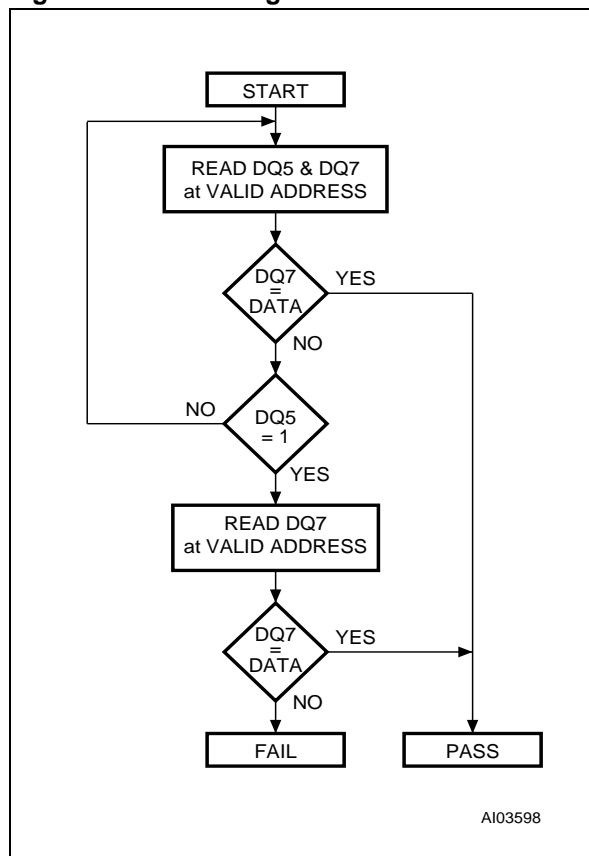 START
READ DQ5 & DQ7
at VALID ADDRESS
DQ7
=
DATA
YES
NO
NO
DQ5
= 1
YES
READ DQ7
at VALID ADDRESS
DQ7
=
DATA
YES
NO
FAIL
PASS
AI03598